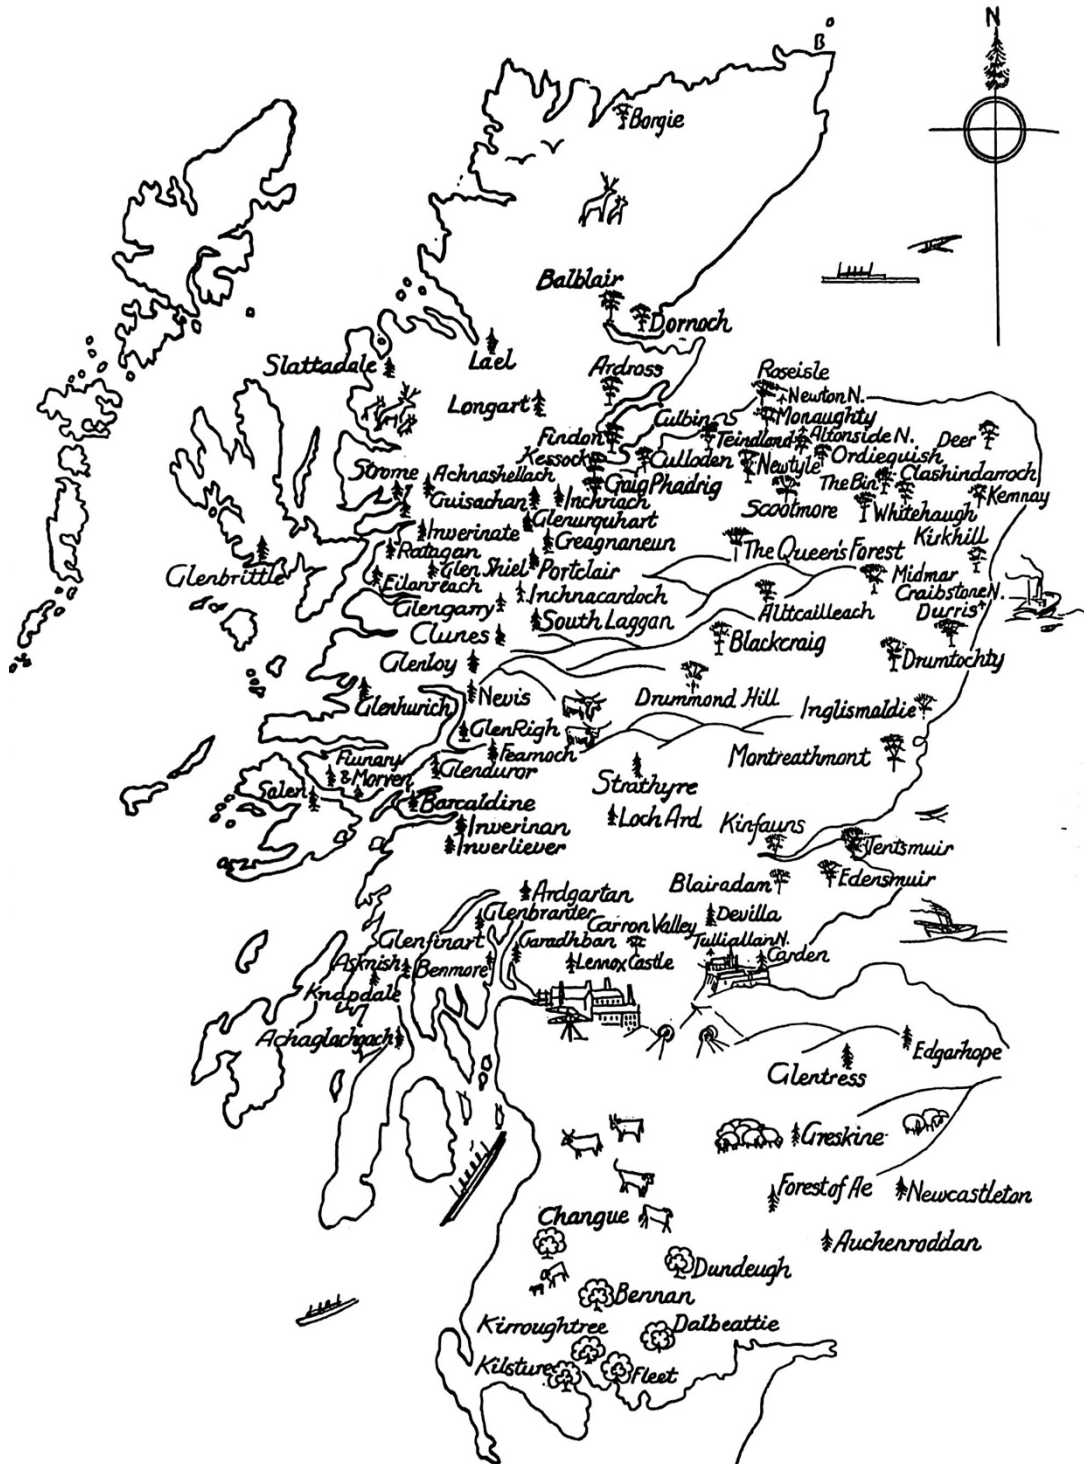 N
Borgie
Balblair
Dornoch
Lael
Slattadale
Ardross
Roseisle
Newton N.
Longart
Culbin
Monaughty
Findon
Teindland
Altonside N.
Deer
Kessock
Culloden
Newtyle
Ordiequish
Strome
Achnashellach
Craig Phadrig
The Bin
Clashindarroch
Guisachan
Inchriach
Scootmore
Whitehaugh
Kemnay
Glenurquhart
Inverinate
Creagnaneun
The Queen's Forest
Kirkhill
Ratagan
Glen Shiel
Portclair
Midmar
Glenbrittle
Eilanreach
Inchnacardoch
Craibstone N.
Glengarry
Altcailleach
Durris
South Laggan
Clunes
Blackcraig
Drumtochty
Glenloy
Nevis
Drummond Hill
Inglismaldie
Glenhurich
Glen Righ
Fearnoch
Montreathmont
Fiunary
& Morven
Glenduror
Strathyre
Salen
Barcaldine
Inverinan
Loch Ard
Kinfauns
Inverliever
Tentsmuir
Blairadam
Edensmuir
Ardgartan
Glenbranter
Carron Valley
Devilla
Glenfinart
Garadhban
Tulliallan N.
Asknish
Benmore
Lennox Castle
Carden
Knapdale
Achaglachgach
Edgarhope
Glentress
Greskine
Forest of Ae
Newcastleton
Changue
Auchenroddan
Dundeugh
Bennan
Kirroughtree
Dalbeattie
Kilsture
Fleet